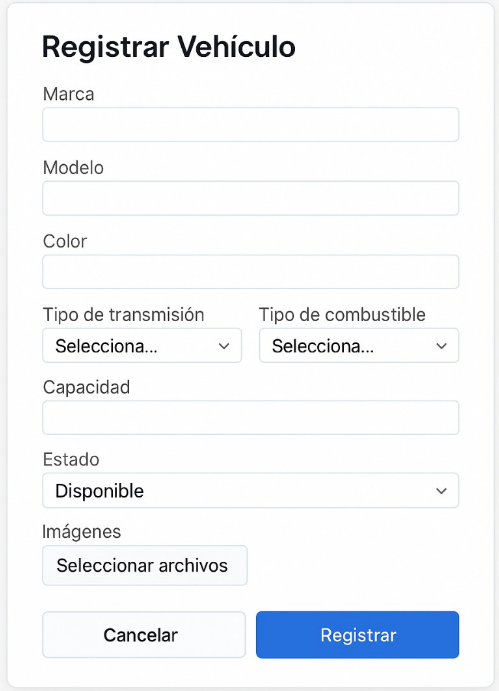 Registrar Vehículo
Marca
Modelo
Color
Tipo de transmisión Tipo de combustible
Selecciona... Selecciona...
Capacidad
Estado
Disponible
Imágenes
Seleccionar archivos
Cancelar Registrar